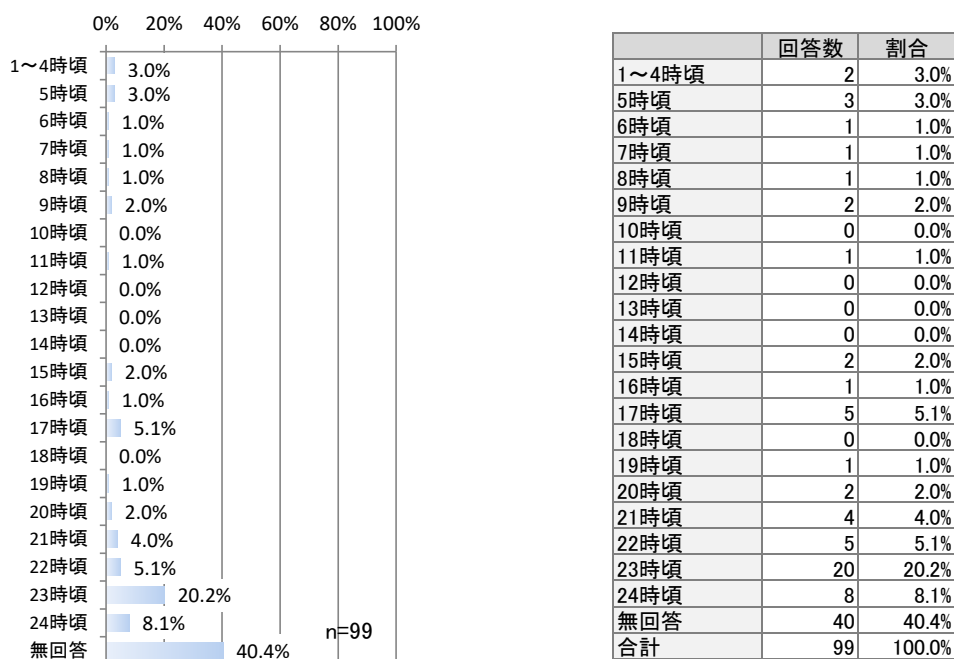 0% 20% 40% 60% 80% 100%
1～4時頃 3.0%
5時頃 3.0%
6時頃 1.0%
7時頃 1.0%
8時頃 1.0%
9時頃 2.0%
10時頃 0.0%
11時頃 1.0%
12時頃 0.0%
13時頃 0.0%
14時頃 0.0%
15時頃 2.0%
16時頃 1.0%
17時頃 5.1%
18時頃 0.0%
19時頃 1.0%
20時頃 2.0%
21時頃 4.0%
22時頃 5.1%
23時頃 20.2%
24時頃 8.1%
n=99
無回答 40.4%
回答数 割合
1～4時頃 2 3.0%
5時頃 3 3.0%
6時頃 1 1.0%
7時頃 1 1.0%
8時頃 1 1.0%
9時頃 2 2.0%
10時頃 0 0.0%
11時頃 1 1.0%
12時頃 0 0.0%
13時頃 0 0.0%
14時頃 0 0.0%
15時頃 2 2.0%
16時頃 1 1.0%
17時頃 5 5.1%
18時頃 0 0.0%
19時頃 1 1.0%
20時頃 2 2.0%
21時頃 4 4.0%
22時頃 5 5.1%
23時頃 20 20.2%
24時頃 8 8.1%
無回答 40 40.4%
合計 99 100.0%